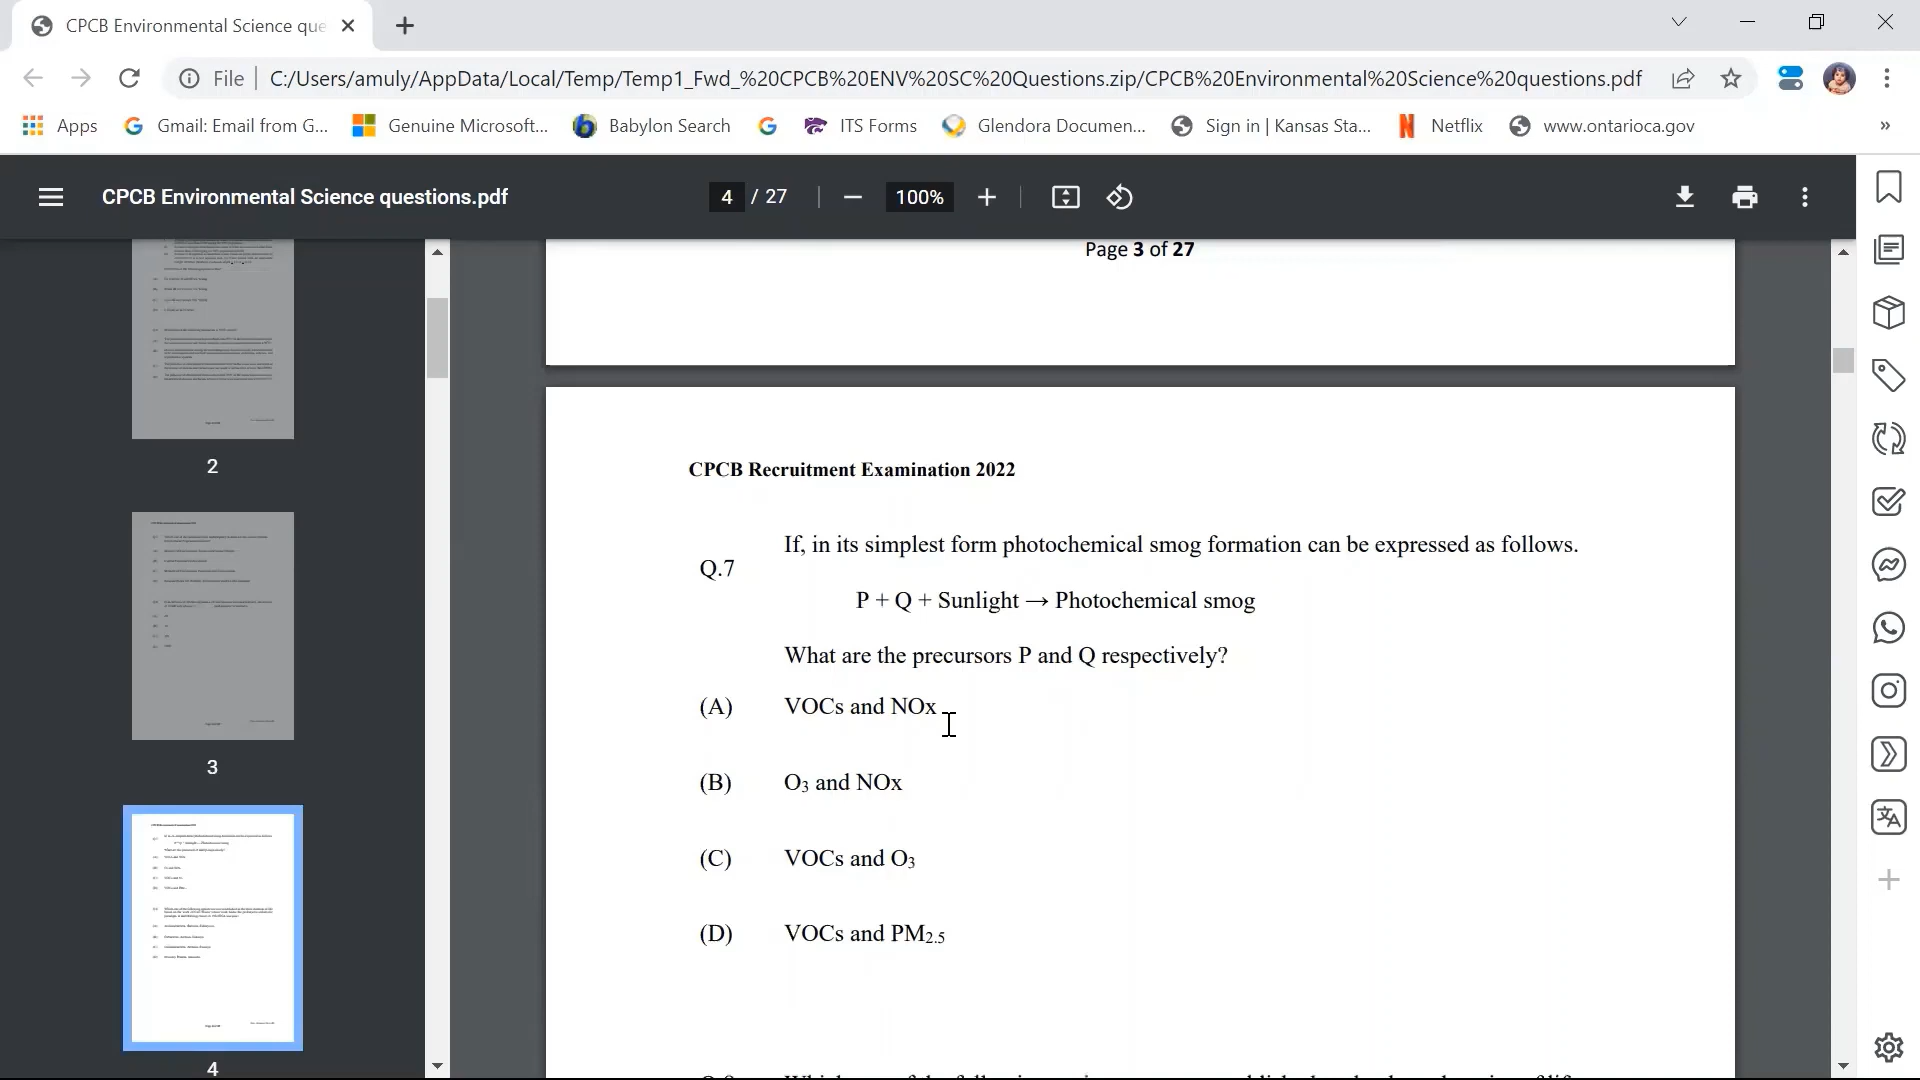 CPCB Environmental Science que
File
C:/Users/amuly/AppData/Local/Temp/Temp1_Fwd_%20CPCB%20ENV%20SC%20Questions.zip/CPCB%20Environmental%20Science%20questions.pdf
Apps
Gmail: Email from G...
Genuine Microsoft...
Babylon Search
ITS Forms
Glendora Documen...
Sign in | Kansas Sta...
Netflix
www.ontarioca.gov
»
CPCB Environmental Science questions.pdf
4 / 27
100%
2
3
4
Page 3 of 27
CPCB Recruitment Examination 2022
If, in its simplest form photochemical smog formation can be expressed as follows.
Q.7
P + Q + Sunlight → Photochemical smog
What are the precursors P and Q respectively?
(A) VOCs and NOx
(B) O₃ and NOx
(C) VOCs and O₃
(D) VOCs and PM₂.₅